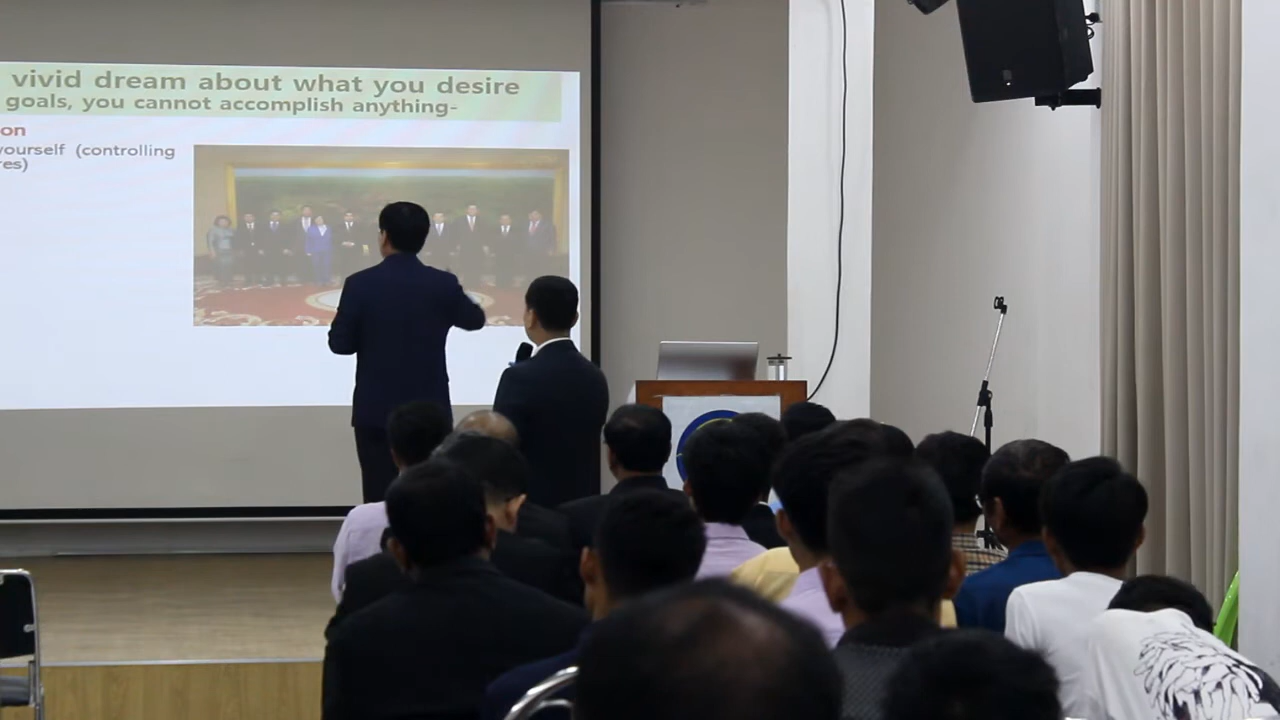 vivid dream about what you desire
goals, you cannot accomplish anything-
on
yourself (controlling
res)